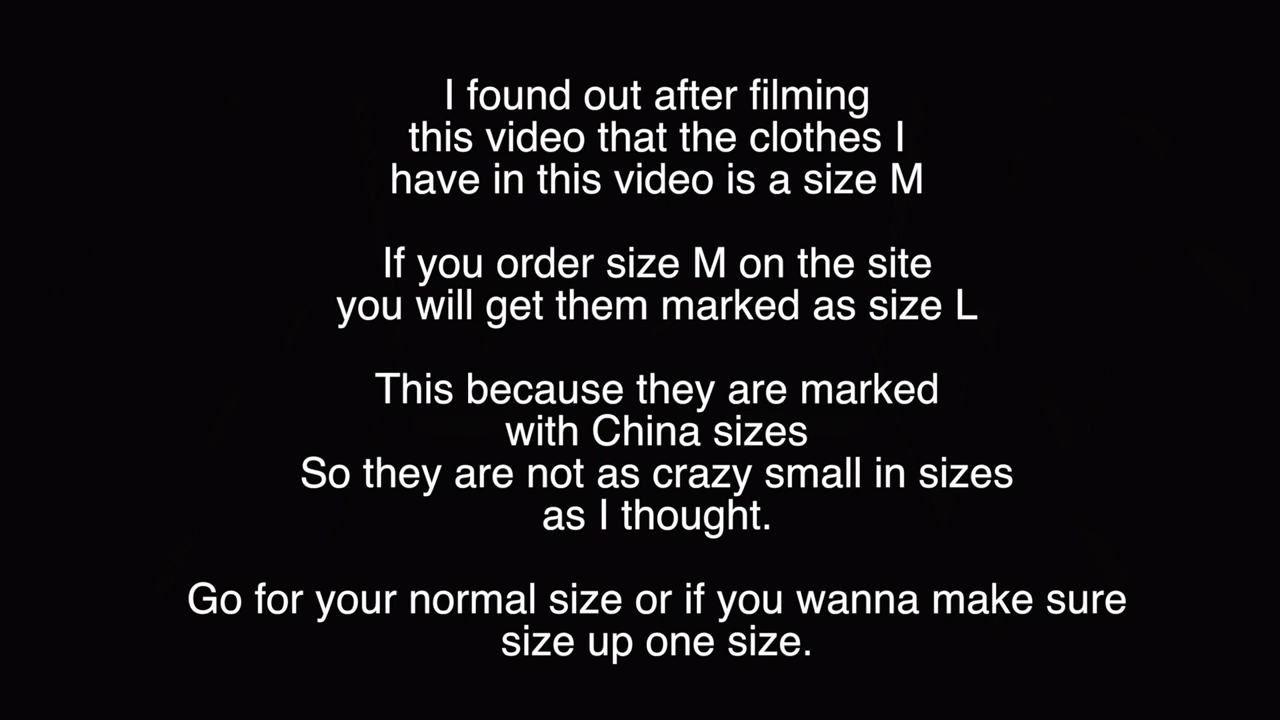 I found out after filming
this video that the clothes I
have in this video is a size M
If you order size M on the site
you will get them marked as size L
This because they are marked
with China sizes
So they are not as crazy small in sizes
as I thought.
Go for your normal size or if you wanna make sure
size up one size.